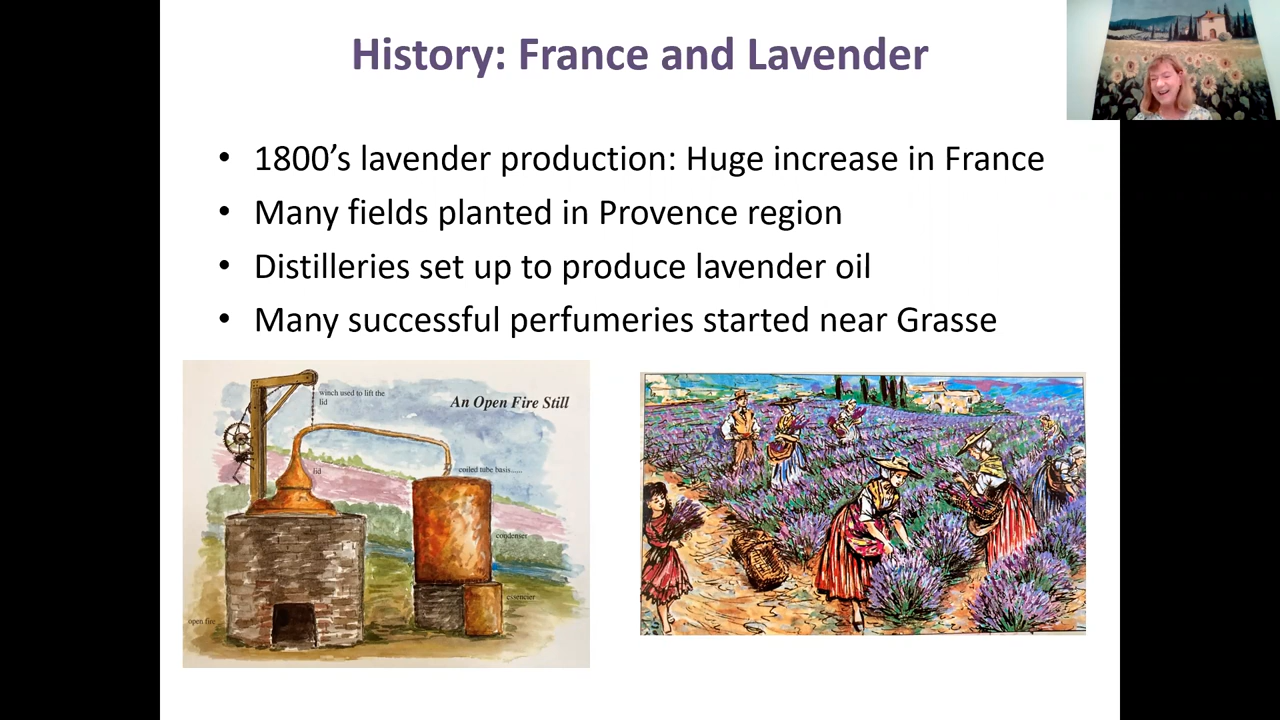 History: France and Lavender
• 1800’s lavender production: Huge increase in France
• Many fields planted in Provence region
• Distilleries set up to produce lavender oil
• Many successful perfumeries started near Grasse
winch used to lift the
lid
An Open Fire Still
lid
coiled tube basis.....
condenser
essencier
open fire